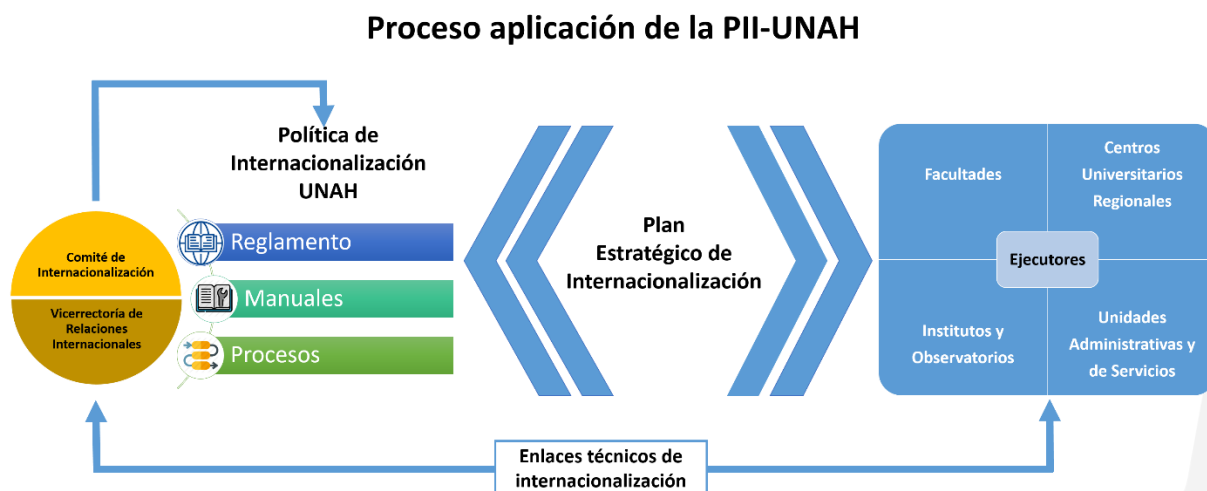 Proceso aplicación de la PII-UNAH
Política de
Internacionalización
UNAH
Comité de
Internacionalización
Vicerrectoría de
Relaciones
Internacionales
Reglamento
Manuales
Procesos
Plan
Estratégico de
Internacionalización
Facultades
Centros
Universitarios
Regionales
Ejecutores
Institutos y
Observatorios
Unidades
Administrativas y
de Servicios
Enlaces técnicos de
internacionalización